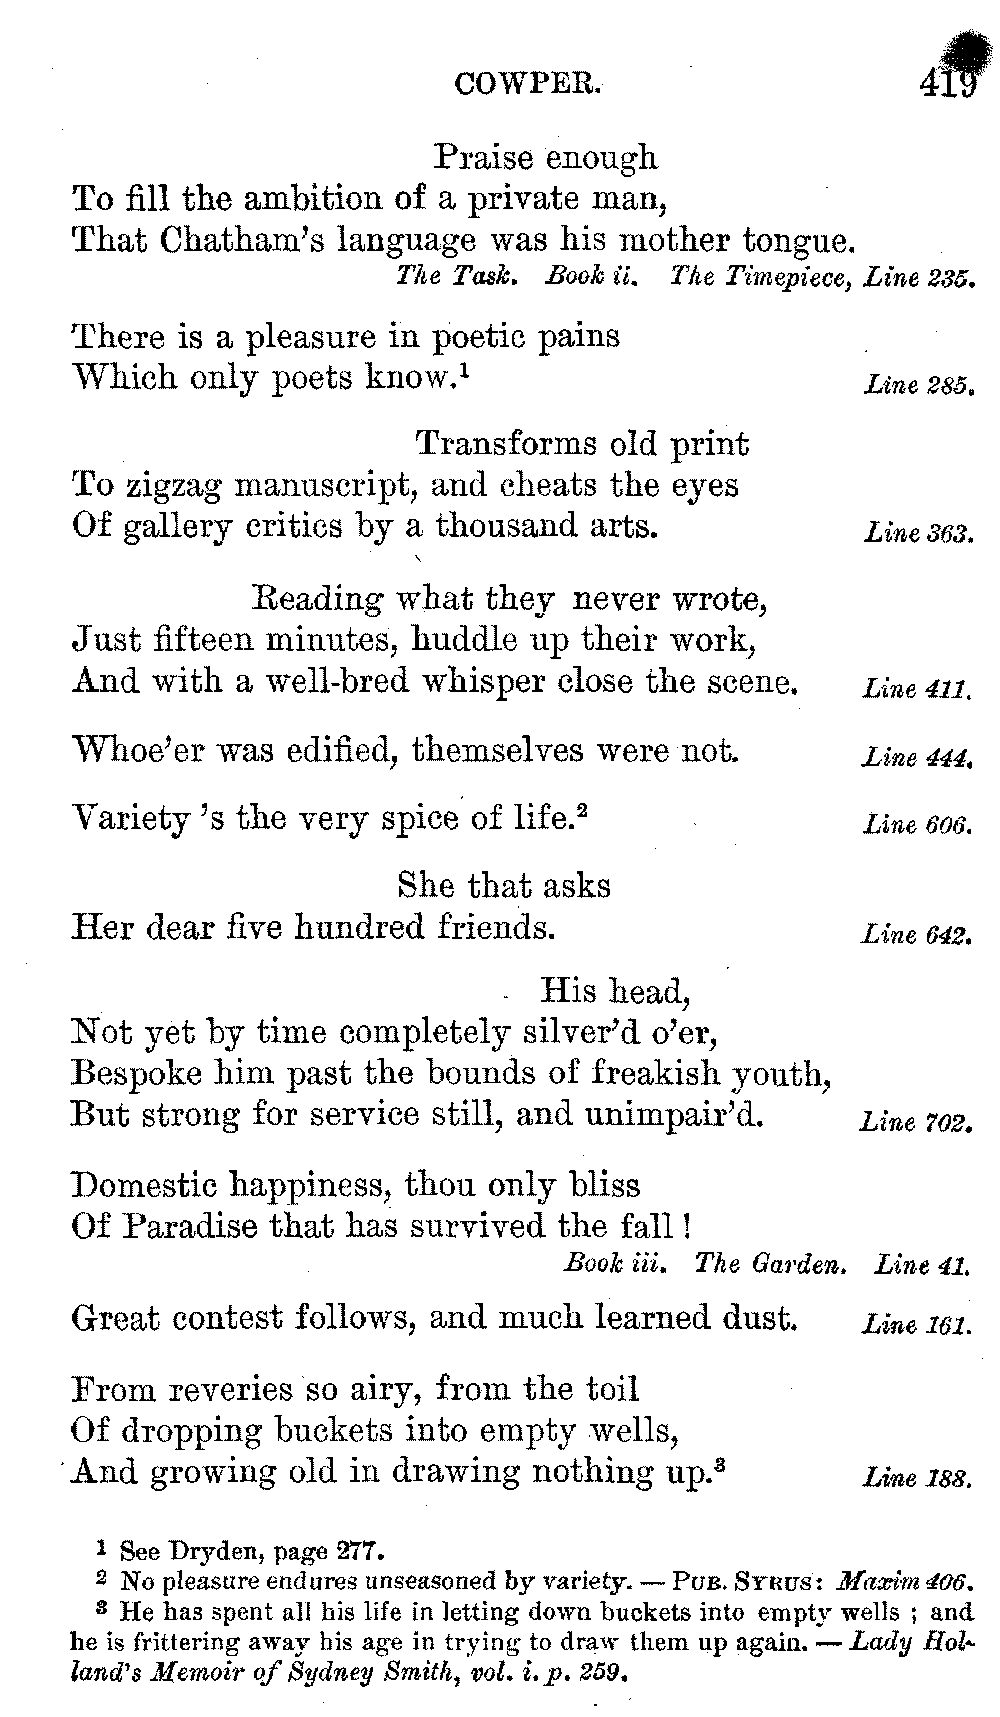 COWPER. 419
Praise enough
To fill the ambition of a private man,
That Chatham's language was his mother tongue.
The Task. Book ii. The Timepiece, Line 235.
There is a pleasure in poetic pains
Which only poets know.¹ Line 285.
Transforms old print
To zigzag manuscript, and cheats the eyes
Of gallery critics by a thousand arts. Line 363.
Reading what they never wrote,
Just fifteen minutes, huddle up their work,
And with a well-bred whisper close the scene. Line 411.
Whoe'er was edified, themselves were not. Line 444.
Variety 's the very spice of life.² Line 606.
She that asks
Her dear five hundred friends. Line 642.
His head,
Not yet by time completely silver'd o'er,
Bespoke him past the bounds of freakish youth,
But strong for service still, and unimpair'd. Line 702.
Domestic happiness, thou only bliss
Of Paradise that has survived the fall !
Book iii. The Garden. Line 41.
Great contest follows, and much learned dust. Line 161.
From reveries so airy, from the toil
Of dropping buckets into empty wells,
And growing old in drawing nothing up.³ Line 188.
¹ See Dryden, page 277.
² No pleasure endures unseasoned by variety. — PUB. SYRUS: Maxim 406.
³ He has spent all his life in letting down buckets into empty wells ; and
he is frittering away his age in trying to draw them up again. — Lady Hol-
land's Memoir of Sydney Smith, vol. i. p. 259.